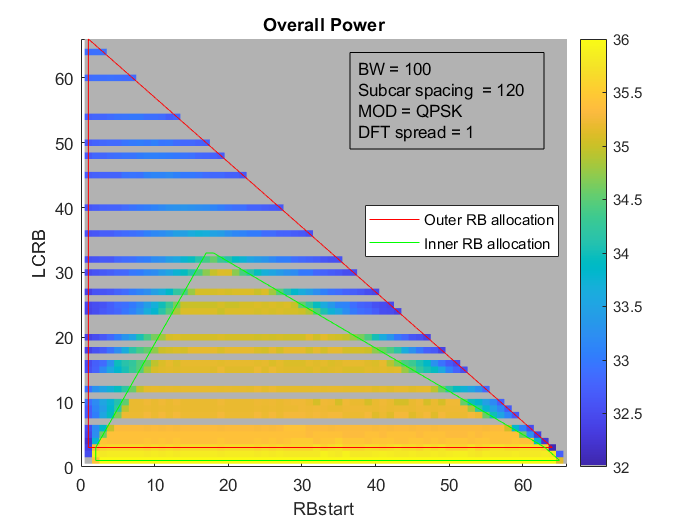 Overall Power
BW = 100
Subcar spacing  = 120
MOD = QPSK
DFT spread = 1
Outer RB allocation
Inner RB allocation
LCRB
60
50
40
30
20
10
0
0 10 20 30 40 50 60
RBstart
36
35.5
35
34.5
34
33.5
33
32.5
32